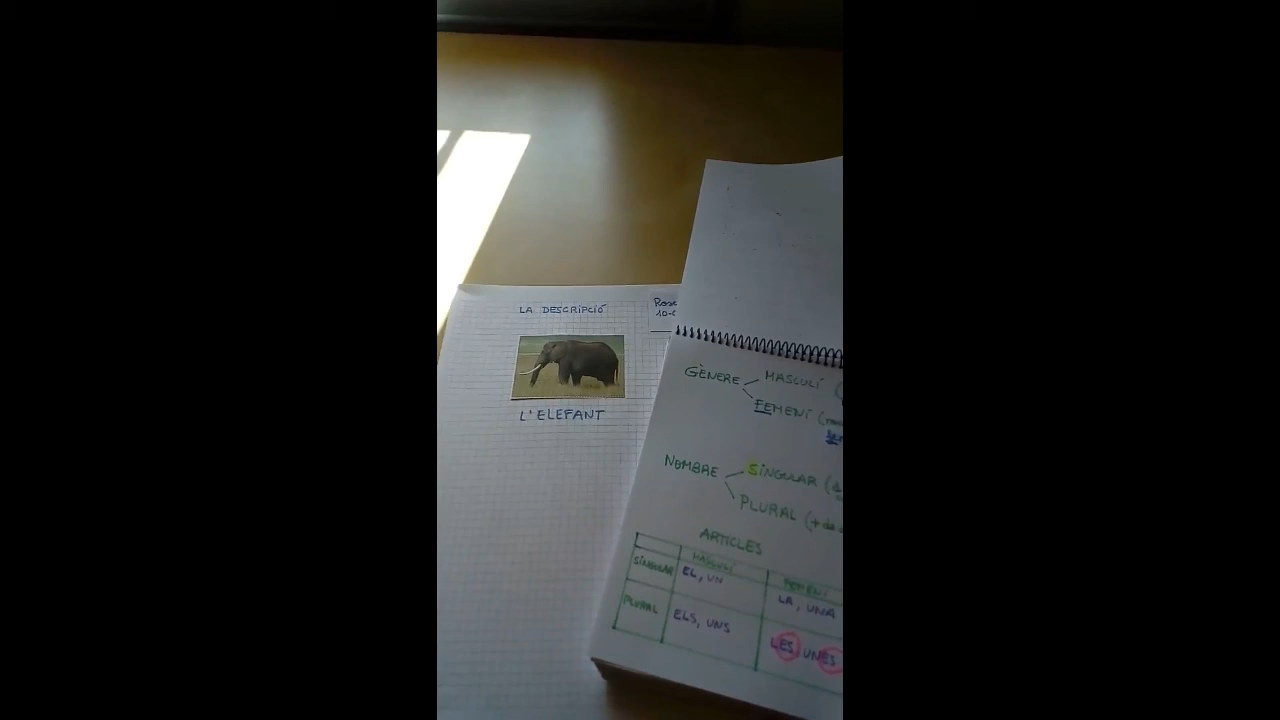 LA DESCRIPCIÓ
10-
L'ELEFANT
GÈNERE
MASCULÍ
FEMENÍ
NOMBRE
SINGULAR
PLURAL
ARTICLES
MASCULÍ
FEMENÍ
SINGULAR
EL, UN
LA, UNA
PLURAL
ELS, UNS
LES, UNES